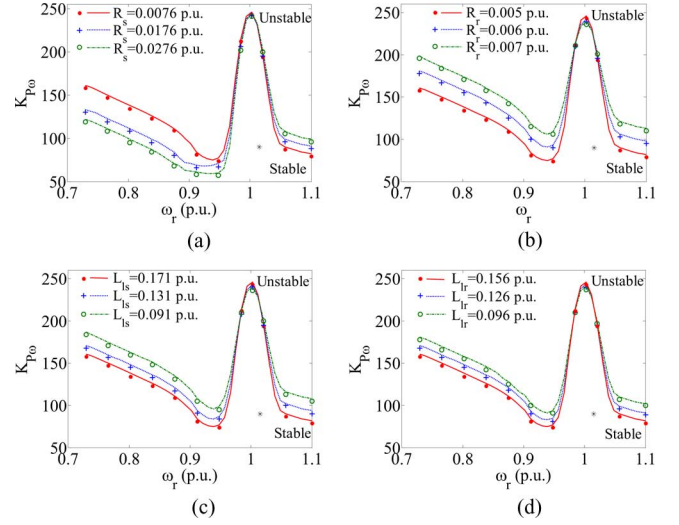 250
200
150
100
50
K_Pω
R_s=0.0076 p.u.
R_s=0.0176 p.u.
R_s=0.0276 p.u.
Unstable
*
Stable
0.7 0.8 0.9 1 1.1
ω_r (p.u.)
(a)
250
200
150
100
50
K_Pω
R_r=0.005 p.u.
R_r=0.006 p.u.
R_r=0.007 p.u.
Unstable
*
Stable
0.7 0.8 0.9 1 1.1
ω_r
(b)
250
200
150
100
50
K_Pω
L_ls=0.171 p.u.
L_ls=0.131 p.u.
L_ls=0.091 p.u.
Unstable
*
Stable
0.7 0.8 0.9 1 1.1
ω_r (p.u.)
(c)
250
200
150
100
50
K_Pω
L_lr=0.156 p.u.
L_lr=0.126 p.u.
L_lr=0.096 p.u.
Unstable
*
Stable
0.7 0.8 0.9 1 1.1
ω_r (p.u.)
(d)